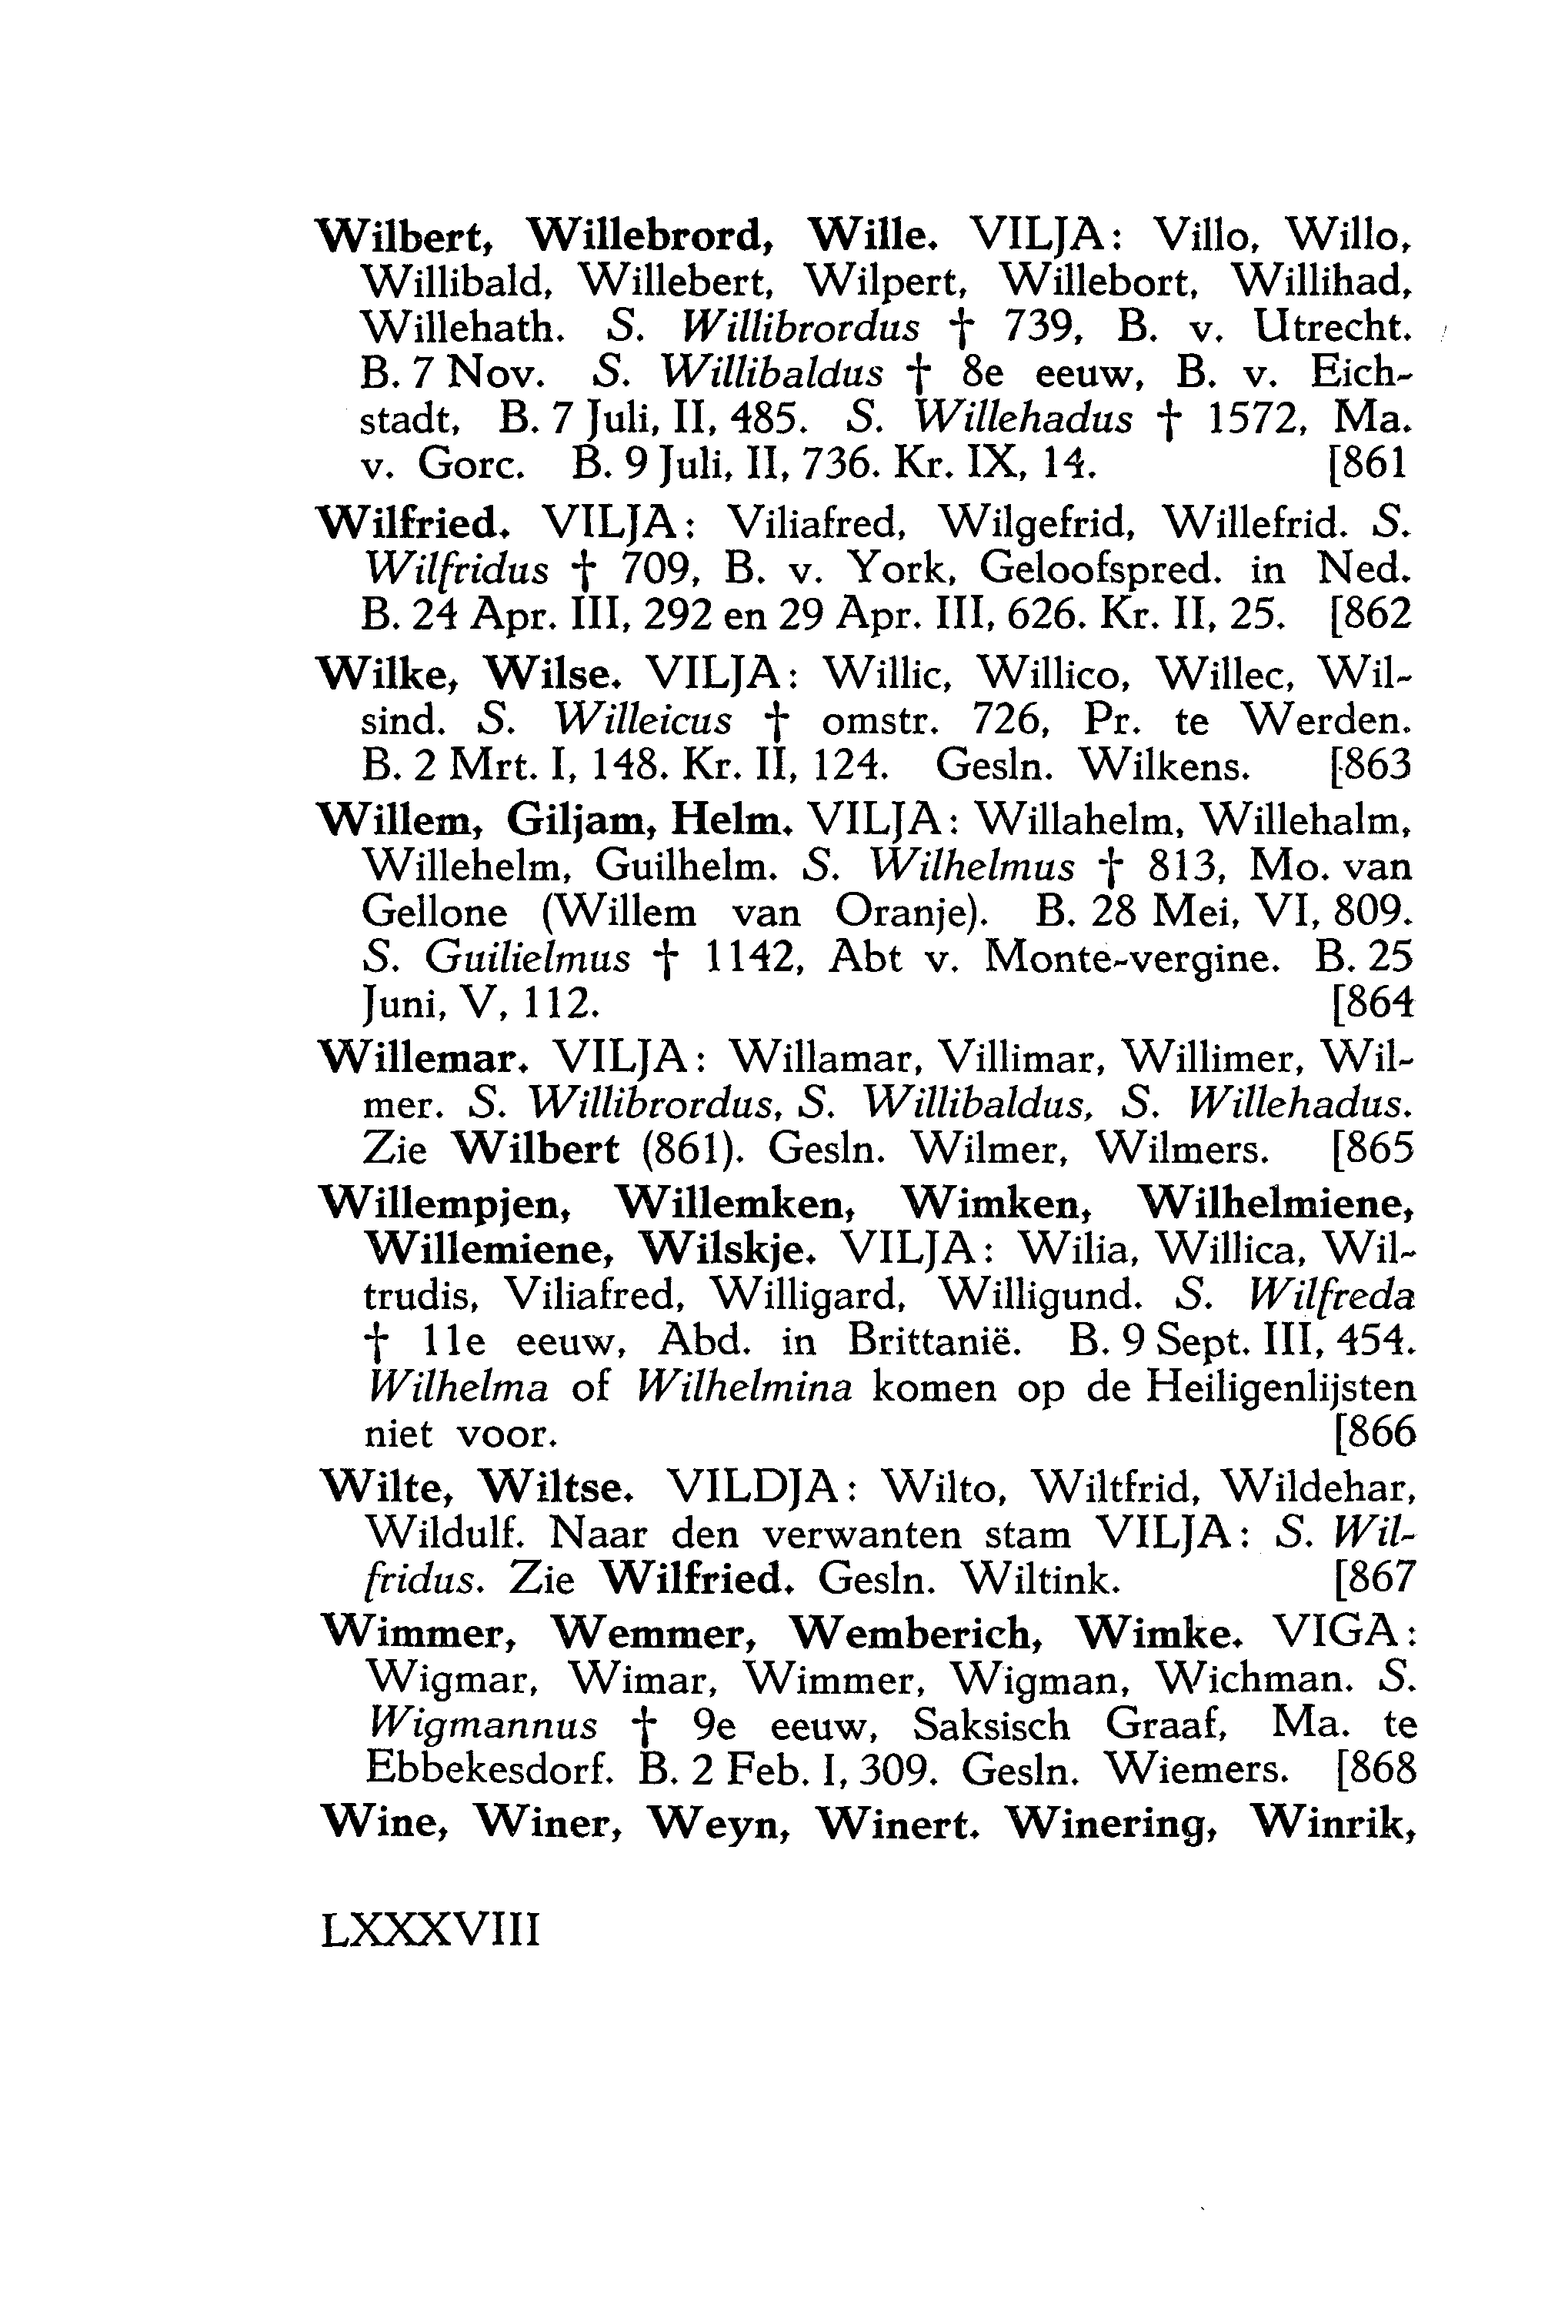 Wilbert, Willebrord, Wille. VILJA: Villo, Willo,
Willibald, Willebert, Wilpert, Willebort, Willihad,
Willehath. S. Willibrordus † 739, B. v. Utrecht.
B. 7 Nov. S. Willibaldus † 8e eeuw, B. v. Eich-
stadt, B. 7 Juli, II, 485. S. Willehadus † 1572, Ma.
v. Gorc. B. 9 Juli, II, 736. Kr. IX, 14. [861
Wilfried. VILJA: Viliafred, Wilgefrid, Willefrid. S.
Wilfridus † 709, B. v. York, Geloofspred. in Ned.
B. 24 Apr. III, 292 en 29 Apr. III, 626. Kr. II, 25. [862
Wilke, Wilse. VILJA: Willic, Willico, Willec, Wil-
sind. S. Willeicus † omstr. 726, Pr. te Werden.
B. 2 Mrt. I, 148. Kr. II, 124. Gesln. Wilkens. [863
Willem, Giljam, Helm. VILJA: Willahelm, Willehalm,
Willehelm, Guilhelm. S. Wilhelmus † 813, Mo. van
Gellone (Willem van Oranje). B. 28 Mei, VI, 809.
S. Guilielmus † 1142, Abt v. Monte-vergine. B. 25
Juni, V, 112. [864
Willemar. VILJA: Willamar, Villimar, Willimer, Wil-
mer. S. Willibrordus, S. Willibaldus, S. Willehadus.
Zie Wilbert (861). Gesln. Wilmer, Wilmers. [865
Willempjen, Willemken, Wimken, Wilhelmiene,
Willemiene, Wilskje. VILJA: Wilia, Willica, Wil-
trudis, Viliafred, Willigard, Willigund. S. Wilfreda
† 11e eeuw, Abd. in Brittanië. B. 9 Sept. III, 454.
Wilhelma of Wilhelmina komen op de Heiligenlijsten
niet voor. [866
Wilte, Wiltse. VILDJA: Wilto, Wiltfrid, Wildehar,
Wildulf. Naar den verwanten stam VILJA: S. Wil-
fridus. Zie Wilfried. Gesln. Wiltink. [867
Wimmer, Wemmer, Wemberich, Wimke. VIGA:
Wigmar, Wimar, Wimmer, Wigman, Wichman. S.
Wigmannus † 9e eeuw, Saksisch Graaf, Ma. te
Ebbekesdorf. B. 2 Feb. I, 309. Gesln. Wiemers. [868
Wine, Winer, Weyn, Winert. Winering, Winrik,
LXXXVIII